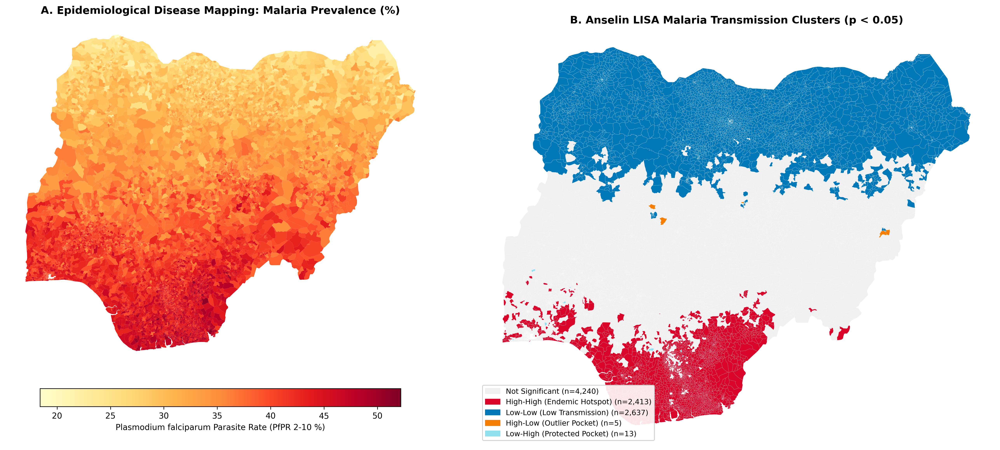 A. Epidemiological Disease Mapping: Malaria Prevalence (%)
20 25 30 35 40 45 50
Plasmodium falciparum Parasite Rate (PfPR 2-10 %)
B. Anselin LISA Malaria Transmission Clusters (p < 0.05)
Not Significant (n=4,240)
High-High (Endemic Hotspot) (n=2,413)
Low-Low (Low Transmission) (n=2,637)
High-Low (Outlier Pocket) (n=5)
Low-High (Protected Pocket) (n=13)